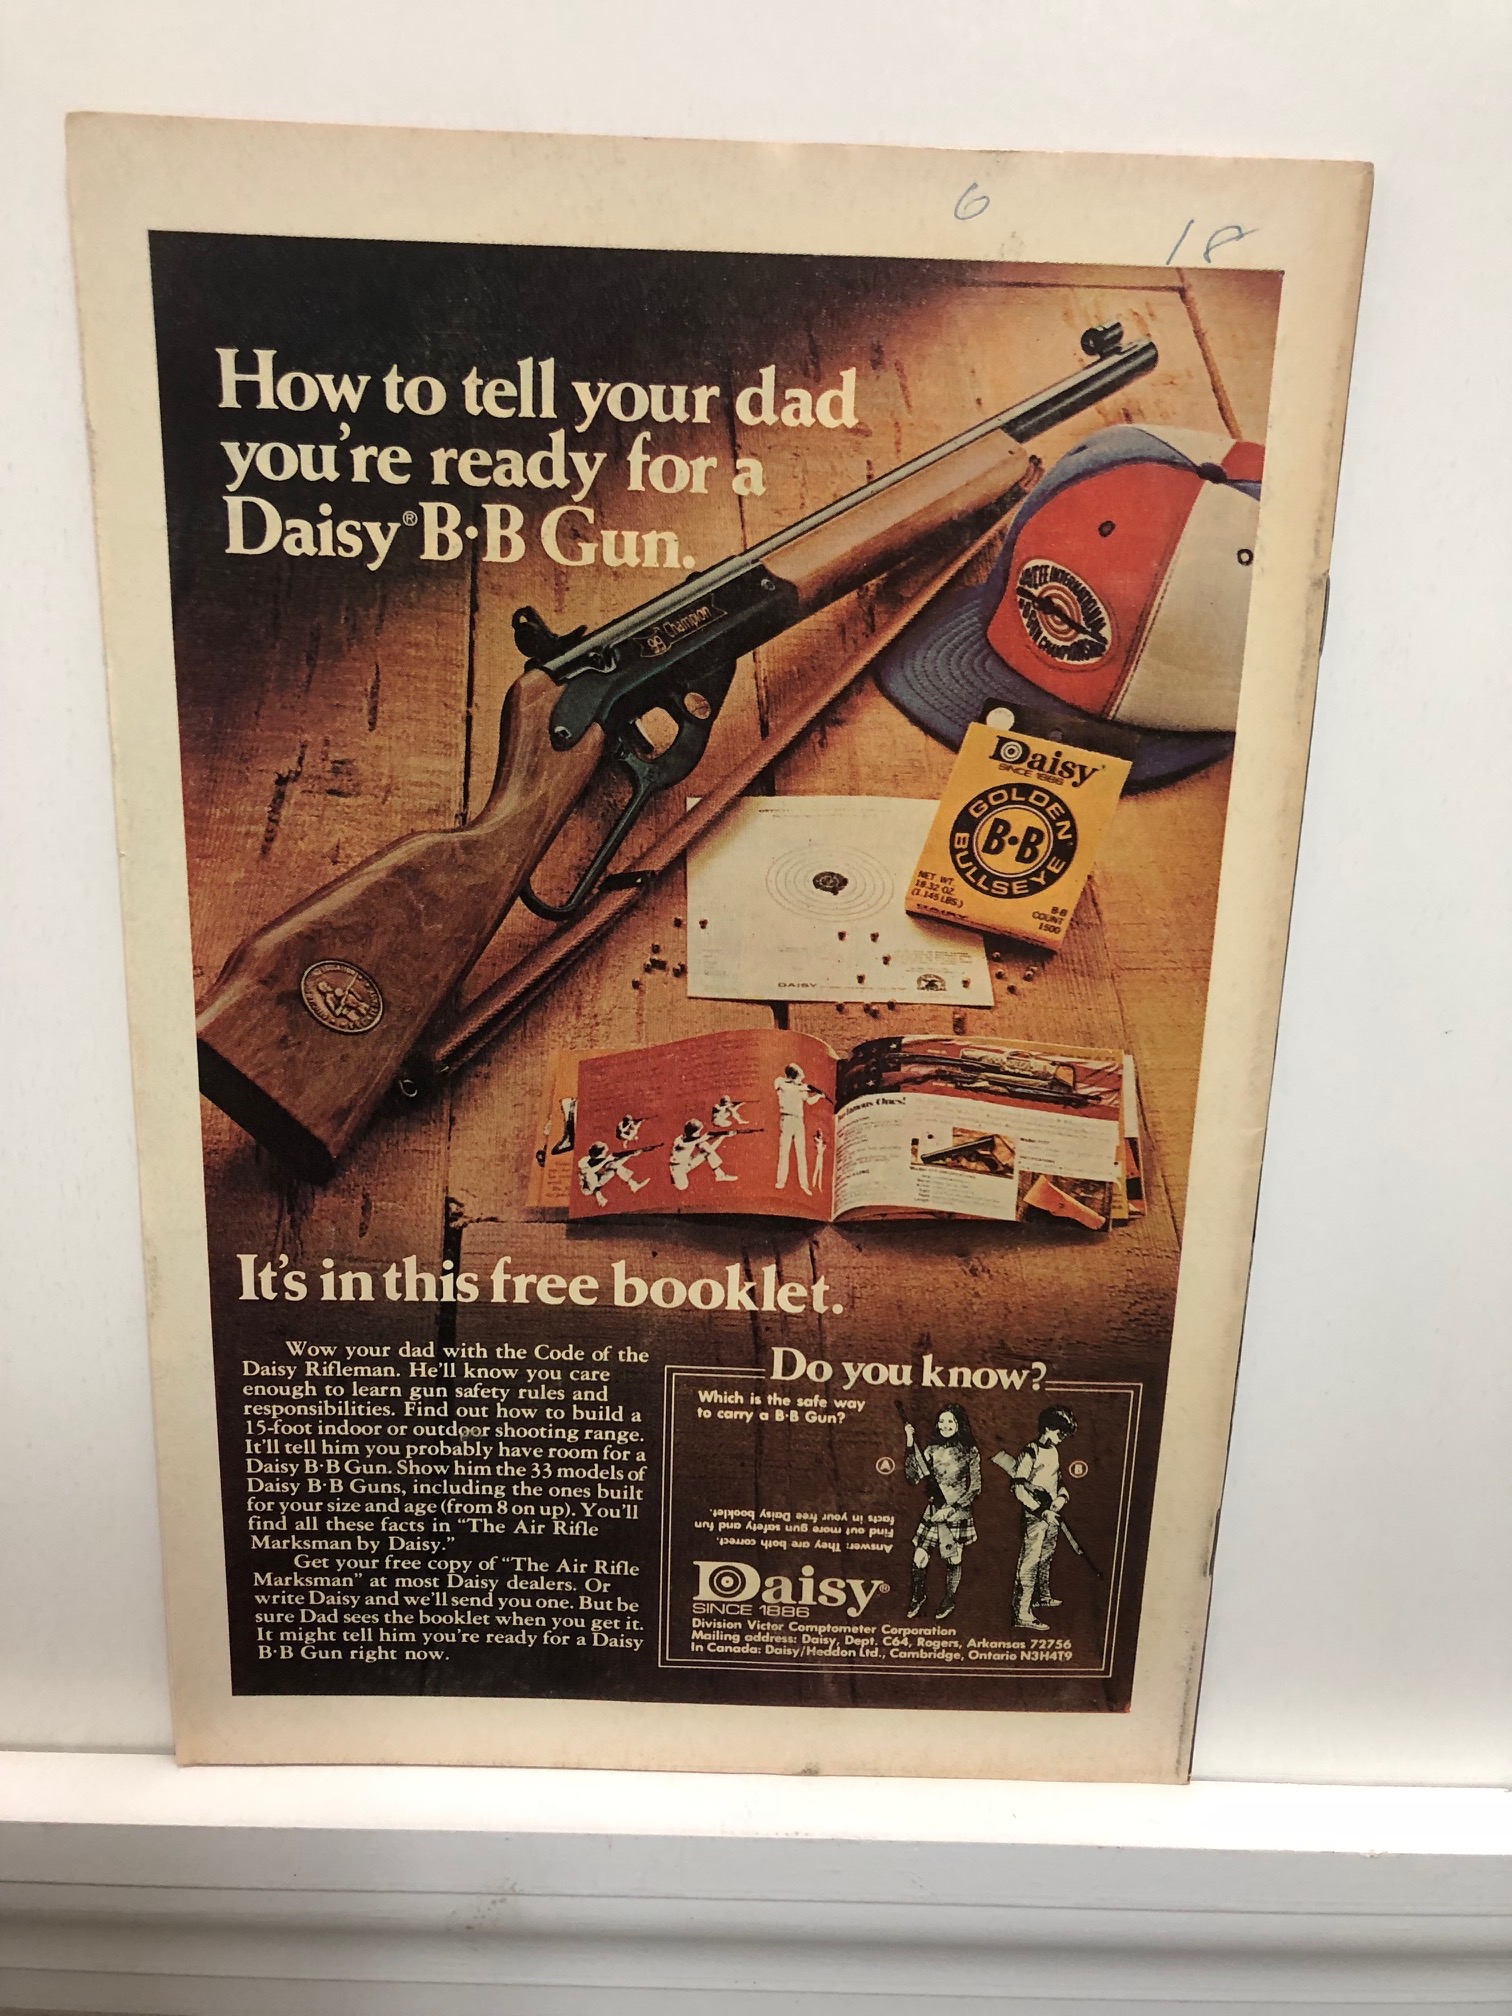 6
18
How to tell your dad
you're ready for a
Daisy® B·B Gun.
99 Champion
Daisy
SINCE 1886
GOLDEN
B·B
BULLSEYE
NET WT
18.32 OZ.
(1.145 LBS.)
B·B
COUNT
1500
DAISY
It's in this free booklet.
Wow your dad with the Code of the
Daisy Rifleman. He'll know you care
enough to learn gun safety rules and
responsibilities. Find out how to build a
15-foot indoor or outdoor shooting range.
It'll tell him you probably have room for a
Daisy B·B Gun. Show him the 33 models of
Daisy B·B Guns, including the ones built
for your size and age (from 8 on up). You'll
find all these facts in "The Air Rifle
Marksman by Daisy."
Get your free copy of "The Air Rifle
Marksman" at most Daisy dealers. Or
write Daisy and we'll send you one. But be
sure Dad sees the booklet when you get it.
It might tell him you're ready for a Daisy
B·B Gun right now.
Do you know?
Which is the safe way
to carry a B·B Gun?
A
B
Answer: They are both correct.
Find out more gun safety and fun
facts in your free Daisy booklet.
Daisy®
SINCE 1886
Division Victor Comptometer Corporation
Mailing address: Daisy, Dept. C64, Rogers, Arkansas 72756
In Canada: Daisy/Heddon Ltd., Cambridge, Ontario N3H4T9